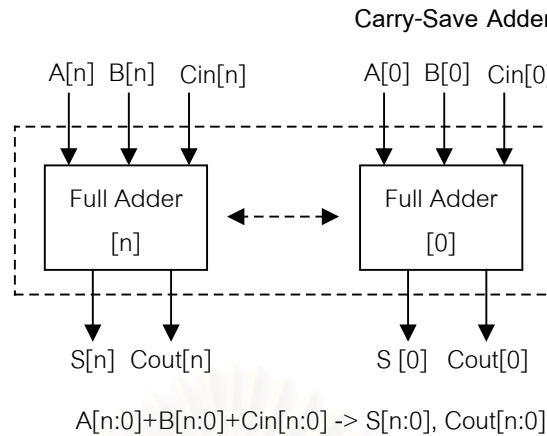 Carry-Save Adder
A[n] B[n] Cin[n] A[0] B[0] Cin[0]
Full Adder Full Adder
[n] [0]
S[n] Cout[n] S [0] Cout[0]
A[n:0]+B[n:0]+Cin[n:0] -> S[n:0], Cout[n:0]